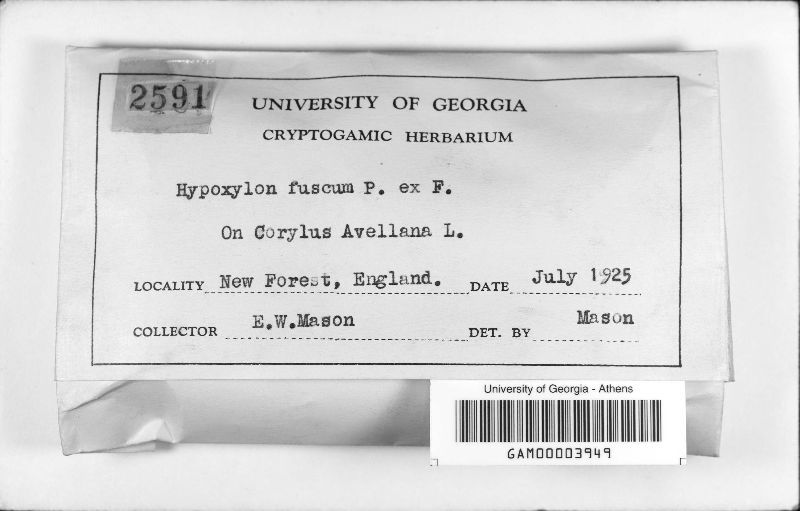 2591
UNIVERSITY OF GEORGIA
CRYPTOGAMIC HERBARIUM
Hypoxylon fuscum P. ex F.
On Corylus Avellana L.
LOCALITY New Forest, England. DATE July 1925
COLLECTOR E.W.Mason DET. BY Mason
University of Georgia - Athens
GAM00003949